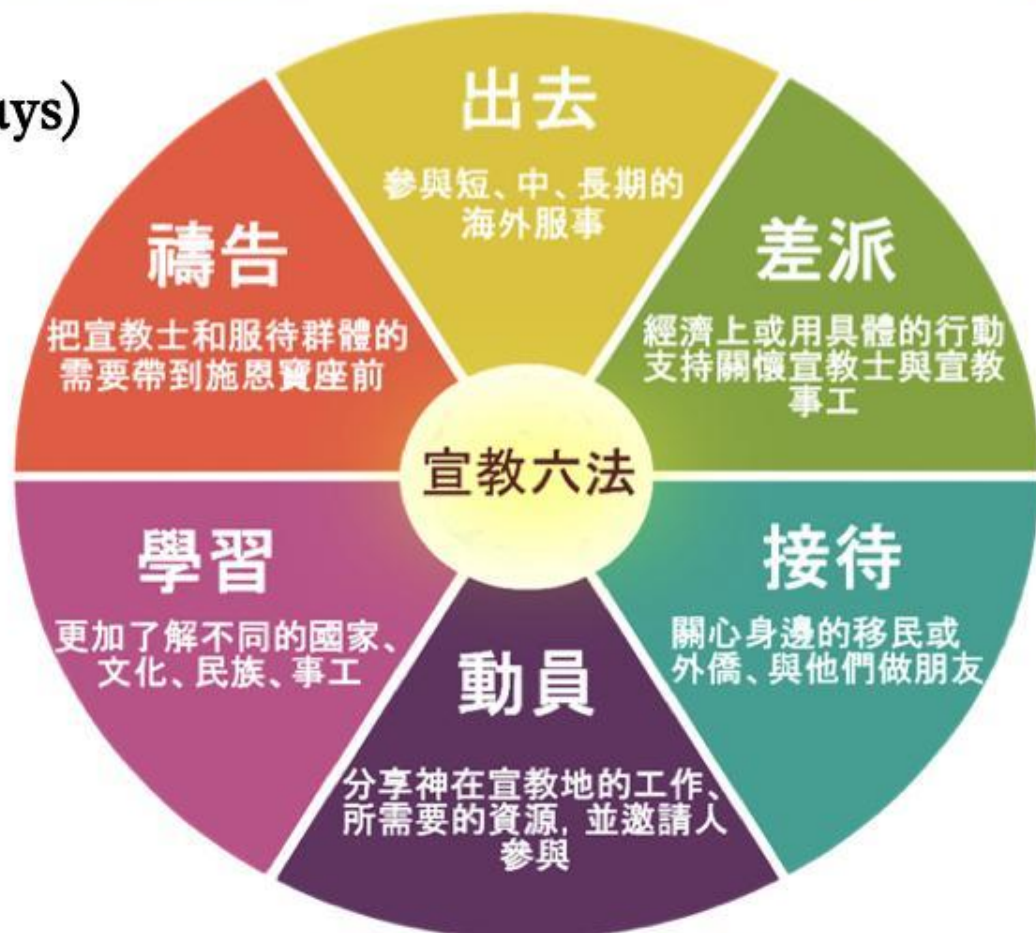 出去
參與短、中、長期的
海外服事
差派
經濟上或用具體的行動
支持關懷宣教士與宣教
事工
接待
關心身邊的移民或
外僑、與他們做朋友
動員
分享神在宣教地的工作、
所需要的資源, 並邀請人
參與
學習
更加了解不同的國家、
文化、民族、事工
禱告
把宣教士和服待群體的
需要帶到施恩寶座前
宣教六法